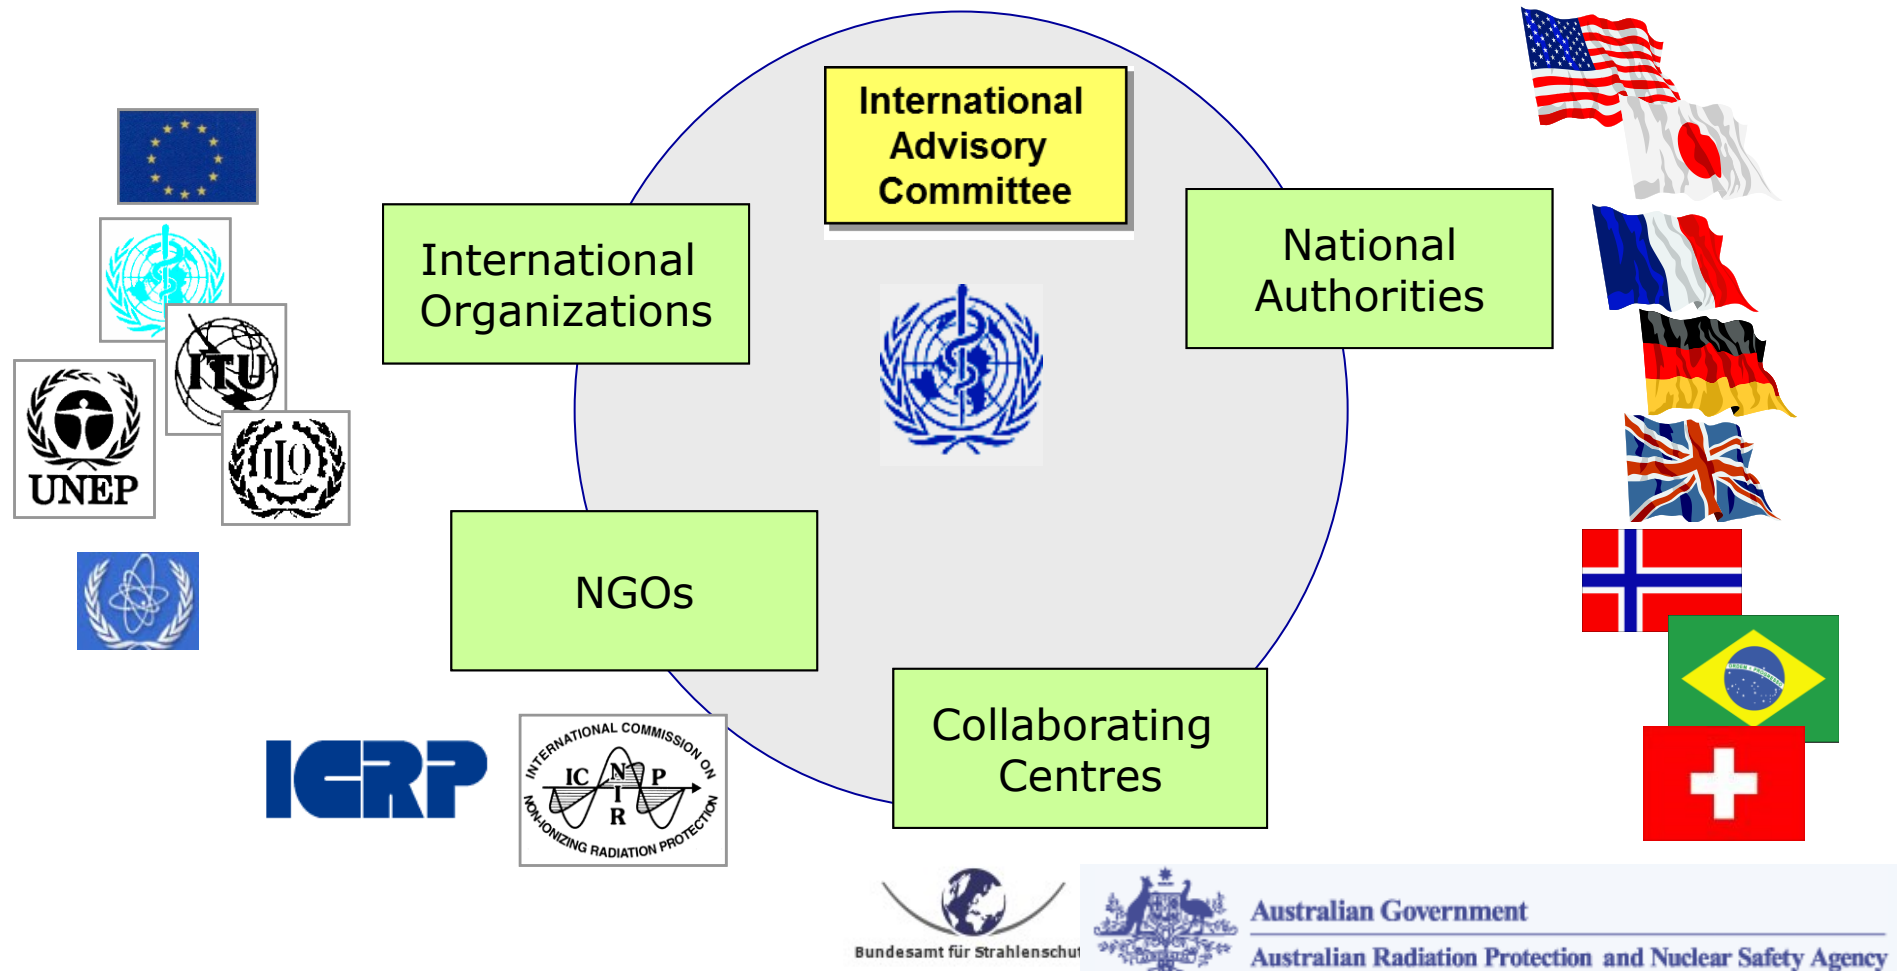 International
Advisory
Committee
International
Organizations
National
Authorities
ITU
UNEP
ILO
NGOs
Collaborating
Centres
ICRP
INTERNATIONAL COMMISSION ON
IC N P
I
R
NON-IONIZING RADIATION PROTECTION
Bundesamt für Strahlenschut
Australian Government
Australian Radiation Protection and Nuclear Safety Agency